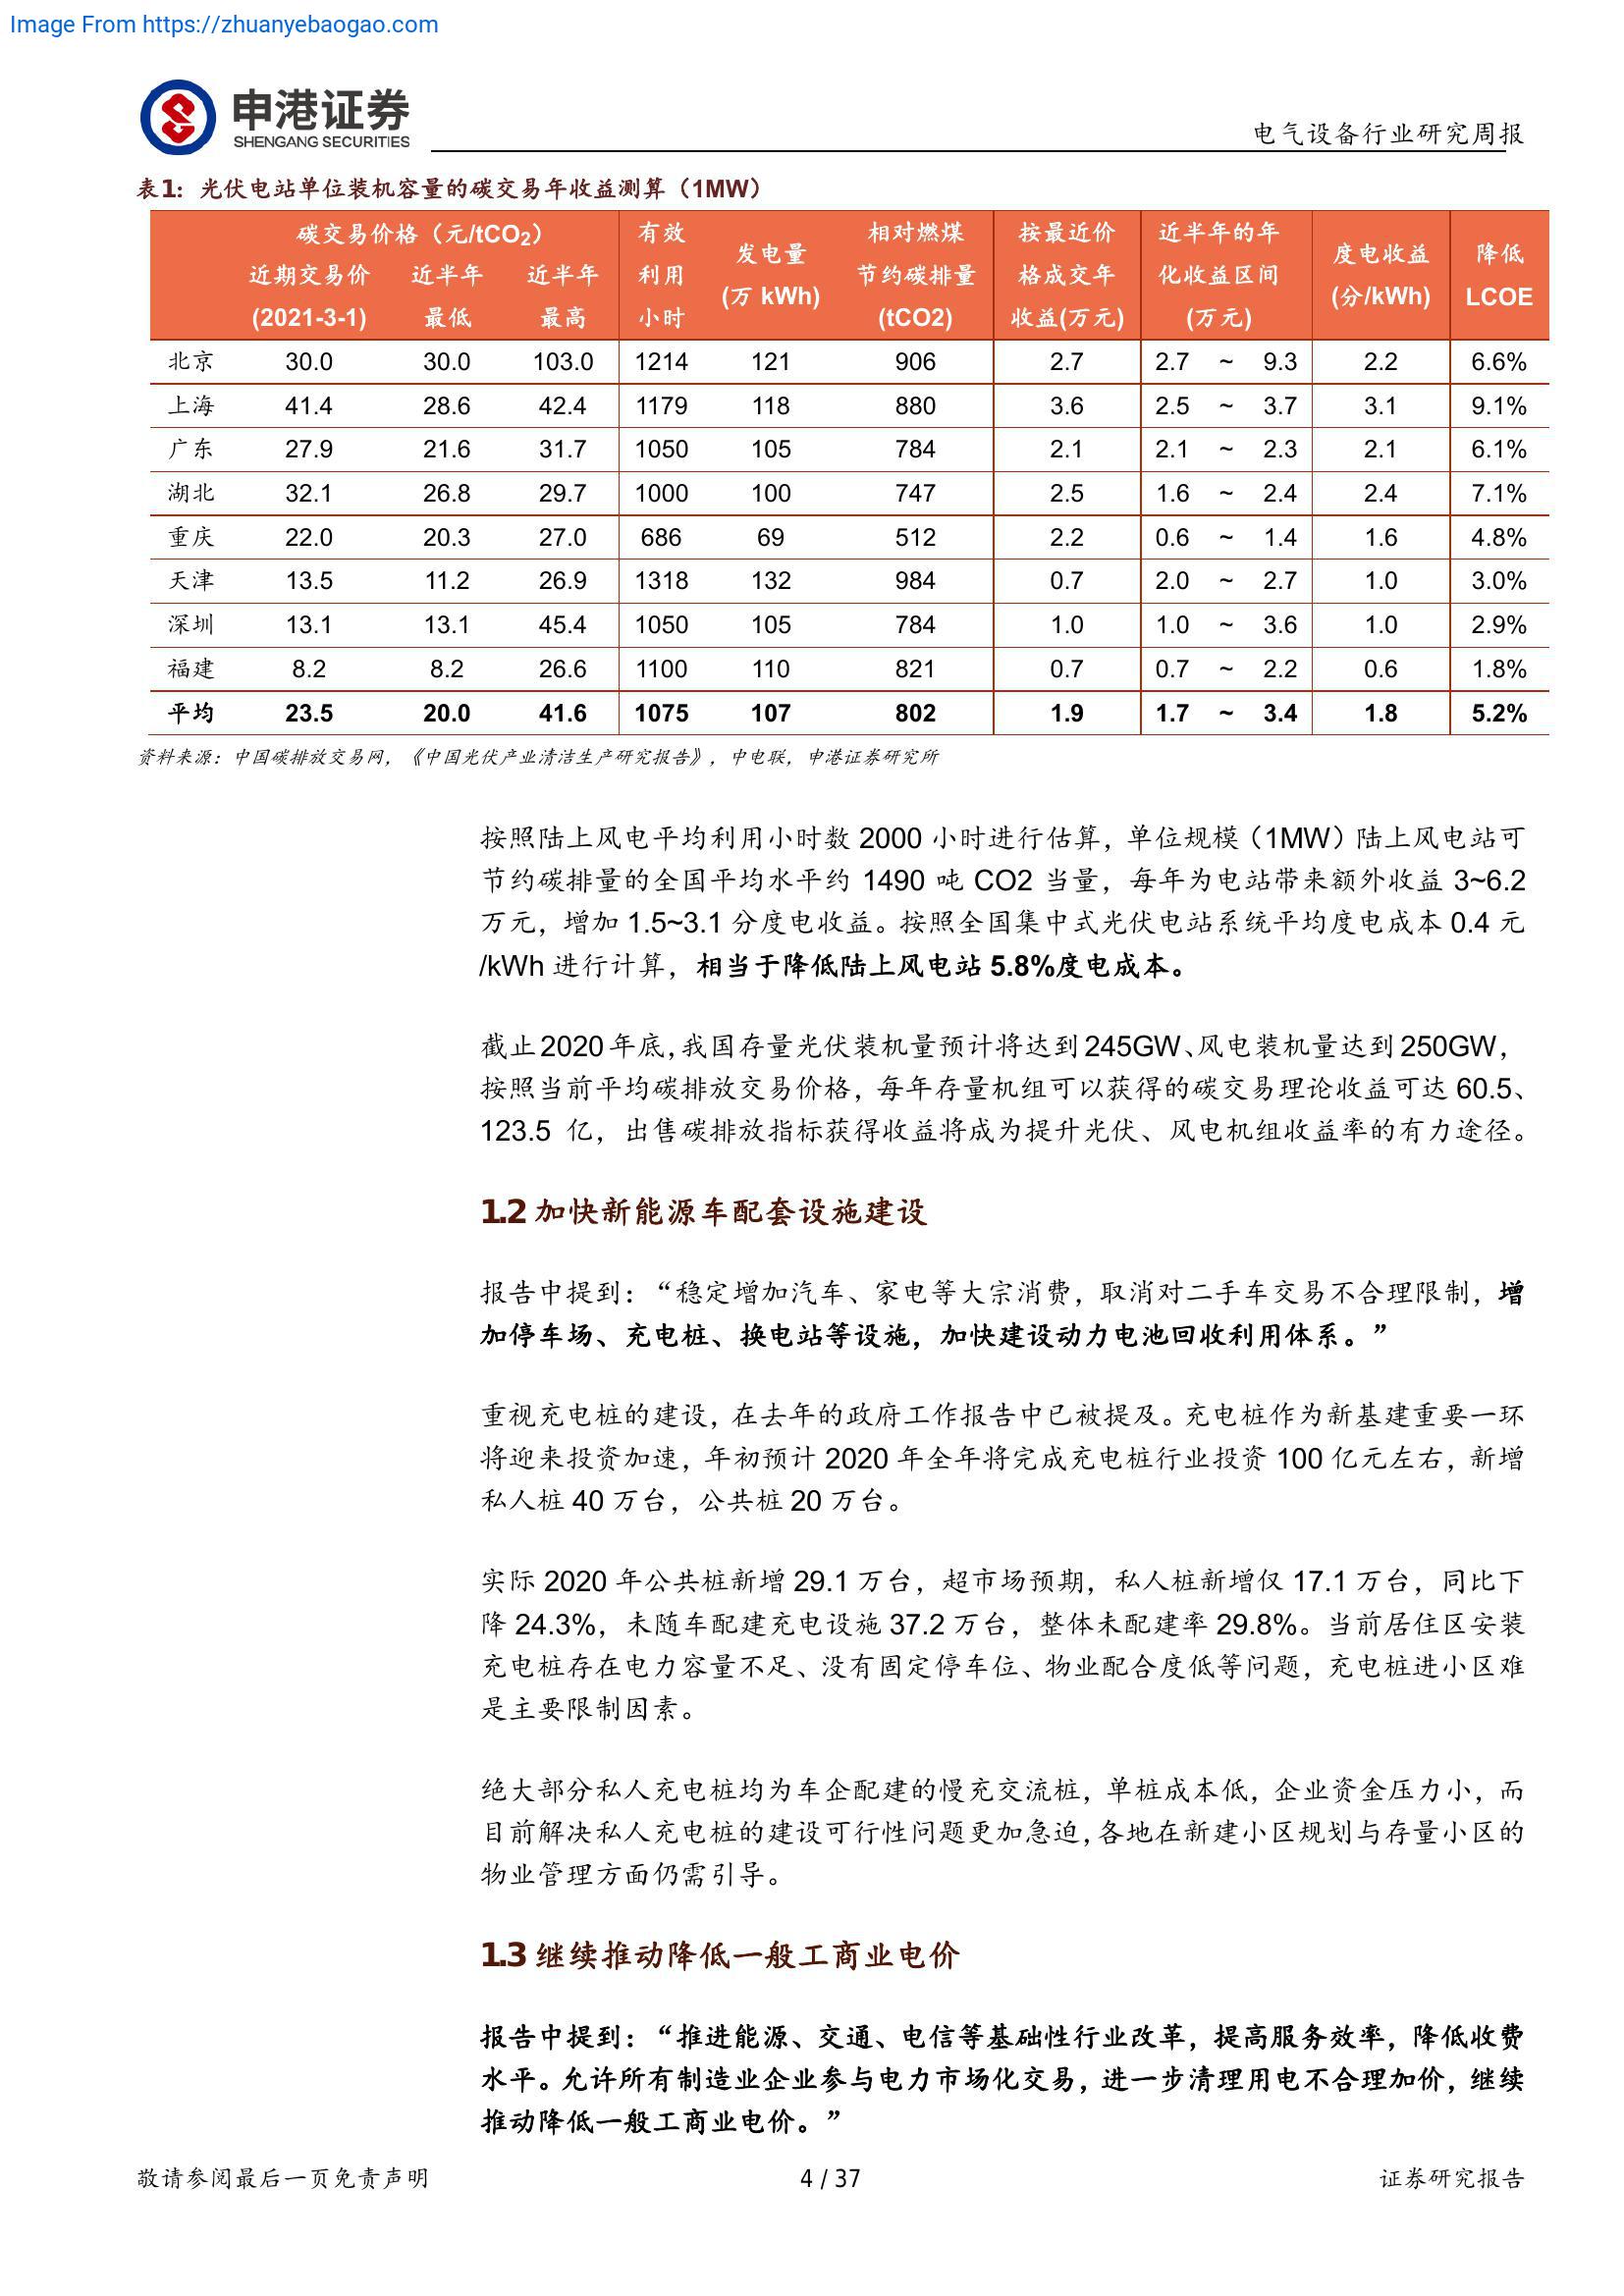 Image From https://zhuanyebaogao.com
申港证券
SHENGANG SECURITIES
电气设备行业研究周报
表1：光伏电站单位装机容量的碳交易年收益测算（1MW）
碳交易价格（元/tCO₂） 有效 相对燃煤 按最近价 近半年的年
发电量 度电收益 降低
近期交易价 近半年 近半年 利用 节约碳排量 格成交年 化收益区间
(万 kWh) (分/kWh) LCOE
(2021-3-1) 最低 最高 小时 (tCO2) 收益(万元) (万元)
北京 30.0 30.0 103.0 1214 121 906 2.7 2.7 ~ 9.3 2.2 6.6%
上海 41.4 28.6 42.4 1179 118 880 3.6 2.5 ~ 3.7 3.1 9.1%
广东 27.9 21.6 31.7 1050 105 784 2.1 2.1 ~ 2.3 2.1 6.1%
湖北 32.1 26.8 29.7 1000 100 747 2.5 1.6 ~ 2.4 2.4 7.1%
重庆 22.0 20.3 27.0 686 69 512 2.2 0.6 ~ 1.4 1.6 4.8%
天津 13.5 11.2 26.9 1318 132 984 0.7 2.0 ~ 2.7 1.0 3.0%
深圳 13.1 13.1 45.4 1050 105 784 1.0 1.0 ~ 3.6 1.0 2.9%
福建 8.2 8.2 26.6 1100 110 821 0.7 0.7 ~ 2.2 0.6 1.8%
平均 23.5 20.0 41.6 1075 107 802 1.9 1.7 ~ 3.4 1.8 5.2%
资料来源：中国碳排放交易网，《中国光伏产业清洁生产研究报告》，中电联，申港证券研究所
按照陆上风电平均利用小时数 2000 小时进行估算，单位规模（1MW）陆上风电站可
节约碳排量的全国平均水平约 1490 吨 CO2 当量，每年为电站带来额外收益 3~6.2
万元，增加 1.5~3.1 分度电收益。按照全国集中式光伏电站系统平均度电成本 0.4 元
/kWh 进行计算，相当于降低陆上风电站 5.8%度电成本。
截止 2020 年底，我国存量光伏装机量预计将达到 245GW、风电装机量达到 250GW，
按照当前平均碳排放交易价格，每年存量机组可以获得的碳交易理论收益可达 60.5、
123.5 亿，出售碳排放指标获得收益将成为提升光伏、风电机组收益率的有力途径。
1.2 加快新能源车配套设施建设
报告中提到：“稳定增加汽车、家电等大宗消费，取消对二手车交易不合理限制，增
加停车场、充电桩、换电站等设施，加快建设动力电池回收利用体系。”
重视充电桩的建设，在去年的政府工作报告中已被提及。充电桩作为新基建重要一环
将迎来投资加速，年初预计 2020 年全年将完成充电桩行业投资 100 亿元左右，新增
私人桩 40 万台，公共桩 20 万台。
实际 2020 年公共桩新增 29.1 万台，超市场预期，私人桩新增仅 17.1 万台，同比下
降 24.3%，未随车配建充电设施 37.2 万台，整体未配建率 29.8%。当前居住区安装
充电桩存在电力容量不足、没有固定停车位、物业配合度低等问题，充电桩进小区难
是主要限制因素。
绝大部分私人充电桩均为车企配建的慢充交流桩，单桩成本低，企业资金压力小，而
目前解决私人充电桩的建设可行性问题更加急迫，各地在新建小区规划与存量小区的
物业管理方面仍需引导。
1.3 继续推动降低一般工商业电价
报告中提到：“推进能源、交通、电信等基础性行业改革，提高服务效率，降低收费
水平。允许所有制造业企业参与电力市场化交易，进一步清理用电不合理加价，继续
推动降低一般工商业电价。”
敬请参阅最后一页免责声明 4 / 37 证券研究报告